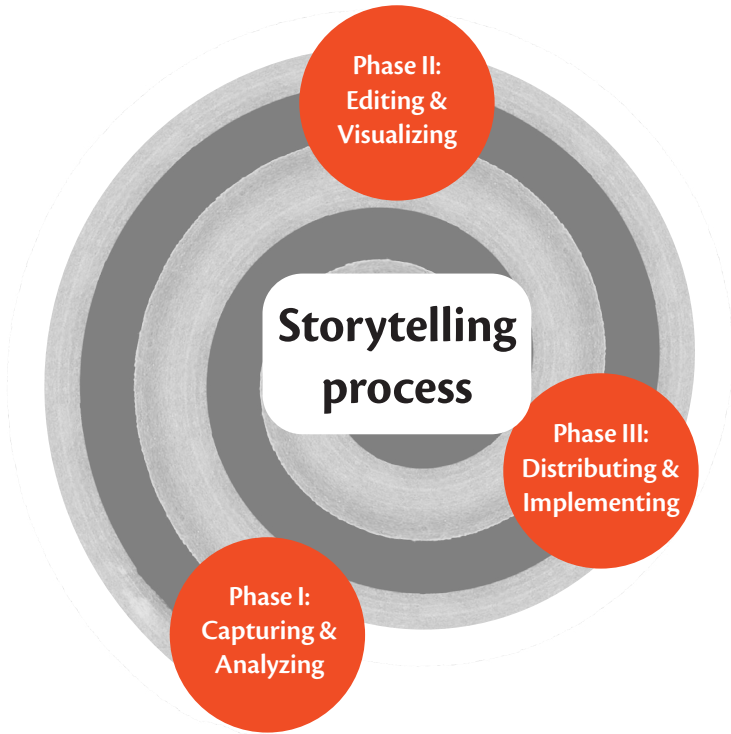 Phase II:
Editing &
Visualizing
Storytelling
process
Phase III:
Distributing &
Implementing
Phase I:
Capturing &
Analyzing